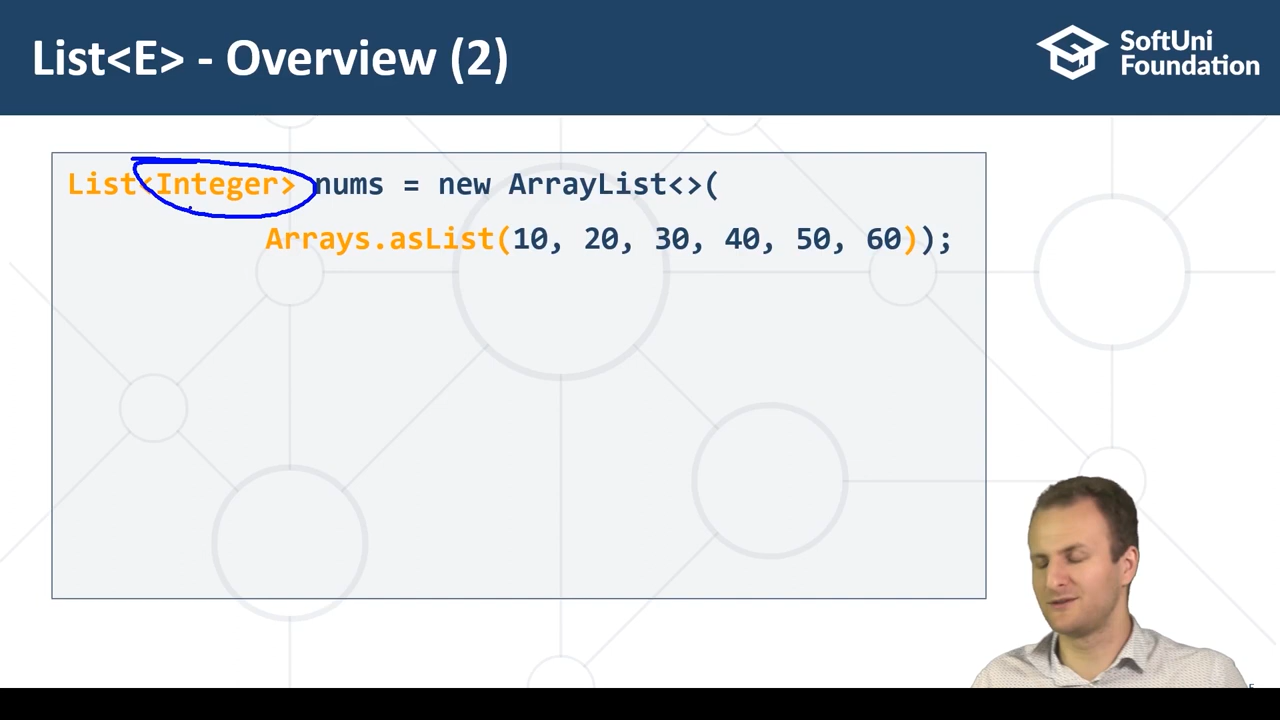 List<E> - Overview (2)
SoftUni
Foundation
List<Integer> nums = new ArrayList<>(
Arrays.asList(10, 20, 30, 40, 50, 60));